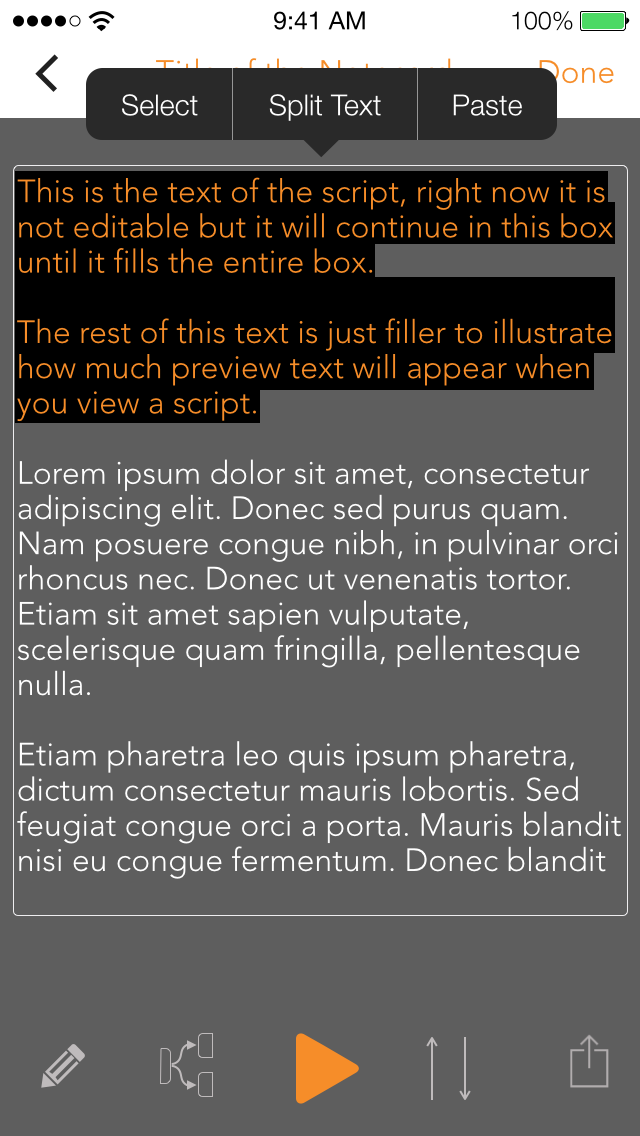 9:41 AM
100%
Done
Select
Split Text
Paste
This is the text of the script, right now it is
not editable but it will continue in this box
until it fills the entire box.
The rest of this text is just filler to illustrate
how much preview text will appear when
you view a script.
Lorem ipsum dolor sit amet, consectetur
adipiscing elit. Donec sed purus quam.
Nam posuere congue nibh, in pulvinar orci
rhoncus nec. Donec ut venenatis tortor.
Etiam sit amet sapien vulputate,
scelerisque quam fringilla, pellentesque
nulla.
Etiam pharetra leo quis ipsum pharetra,
dictum consectetur mauris lobortis. Sed
feugiat congue orci a porta. Mauris blandit
nisi eu congue fermentum. Donec blandit